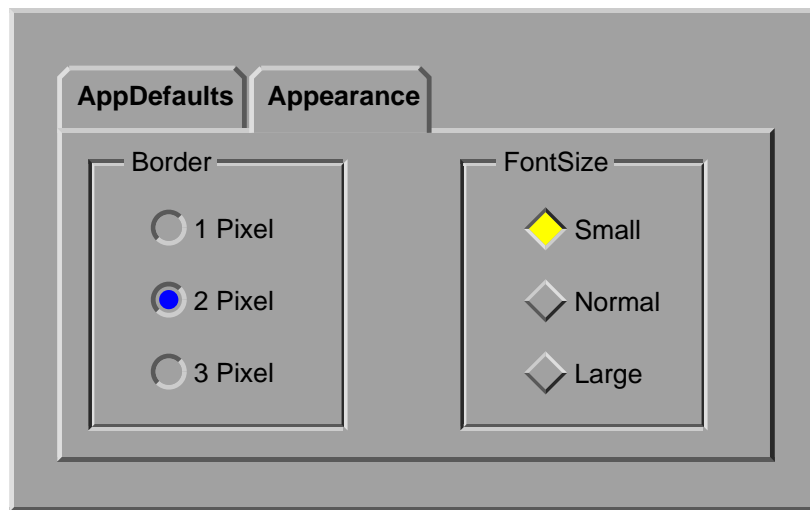 AppDefaults Appearance
Border
1 Pixel
2 Pixel
3 Pixel
FontSize
Small
Normal
Large